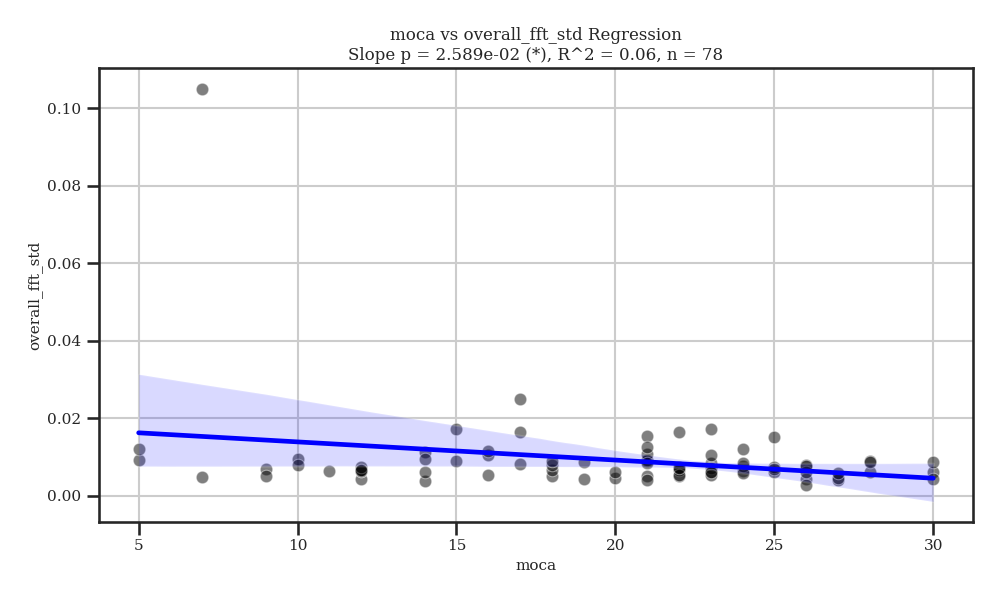 moca vs overall_fft_std Regression
Slope p = 2.589e-02 (*), R^2 = 0.06, n = 78
0.10
0.08
0.06
0.04
0.02
0.00
overall_fft_std
5 10 15 20 25 30
moca